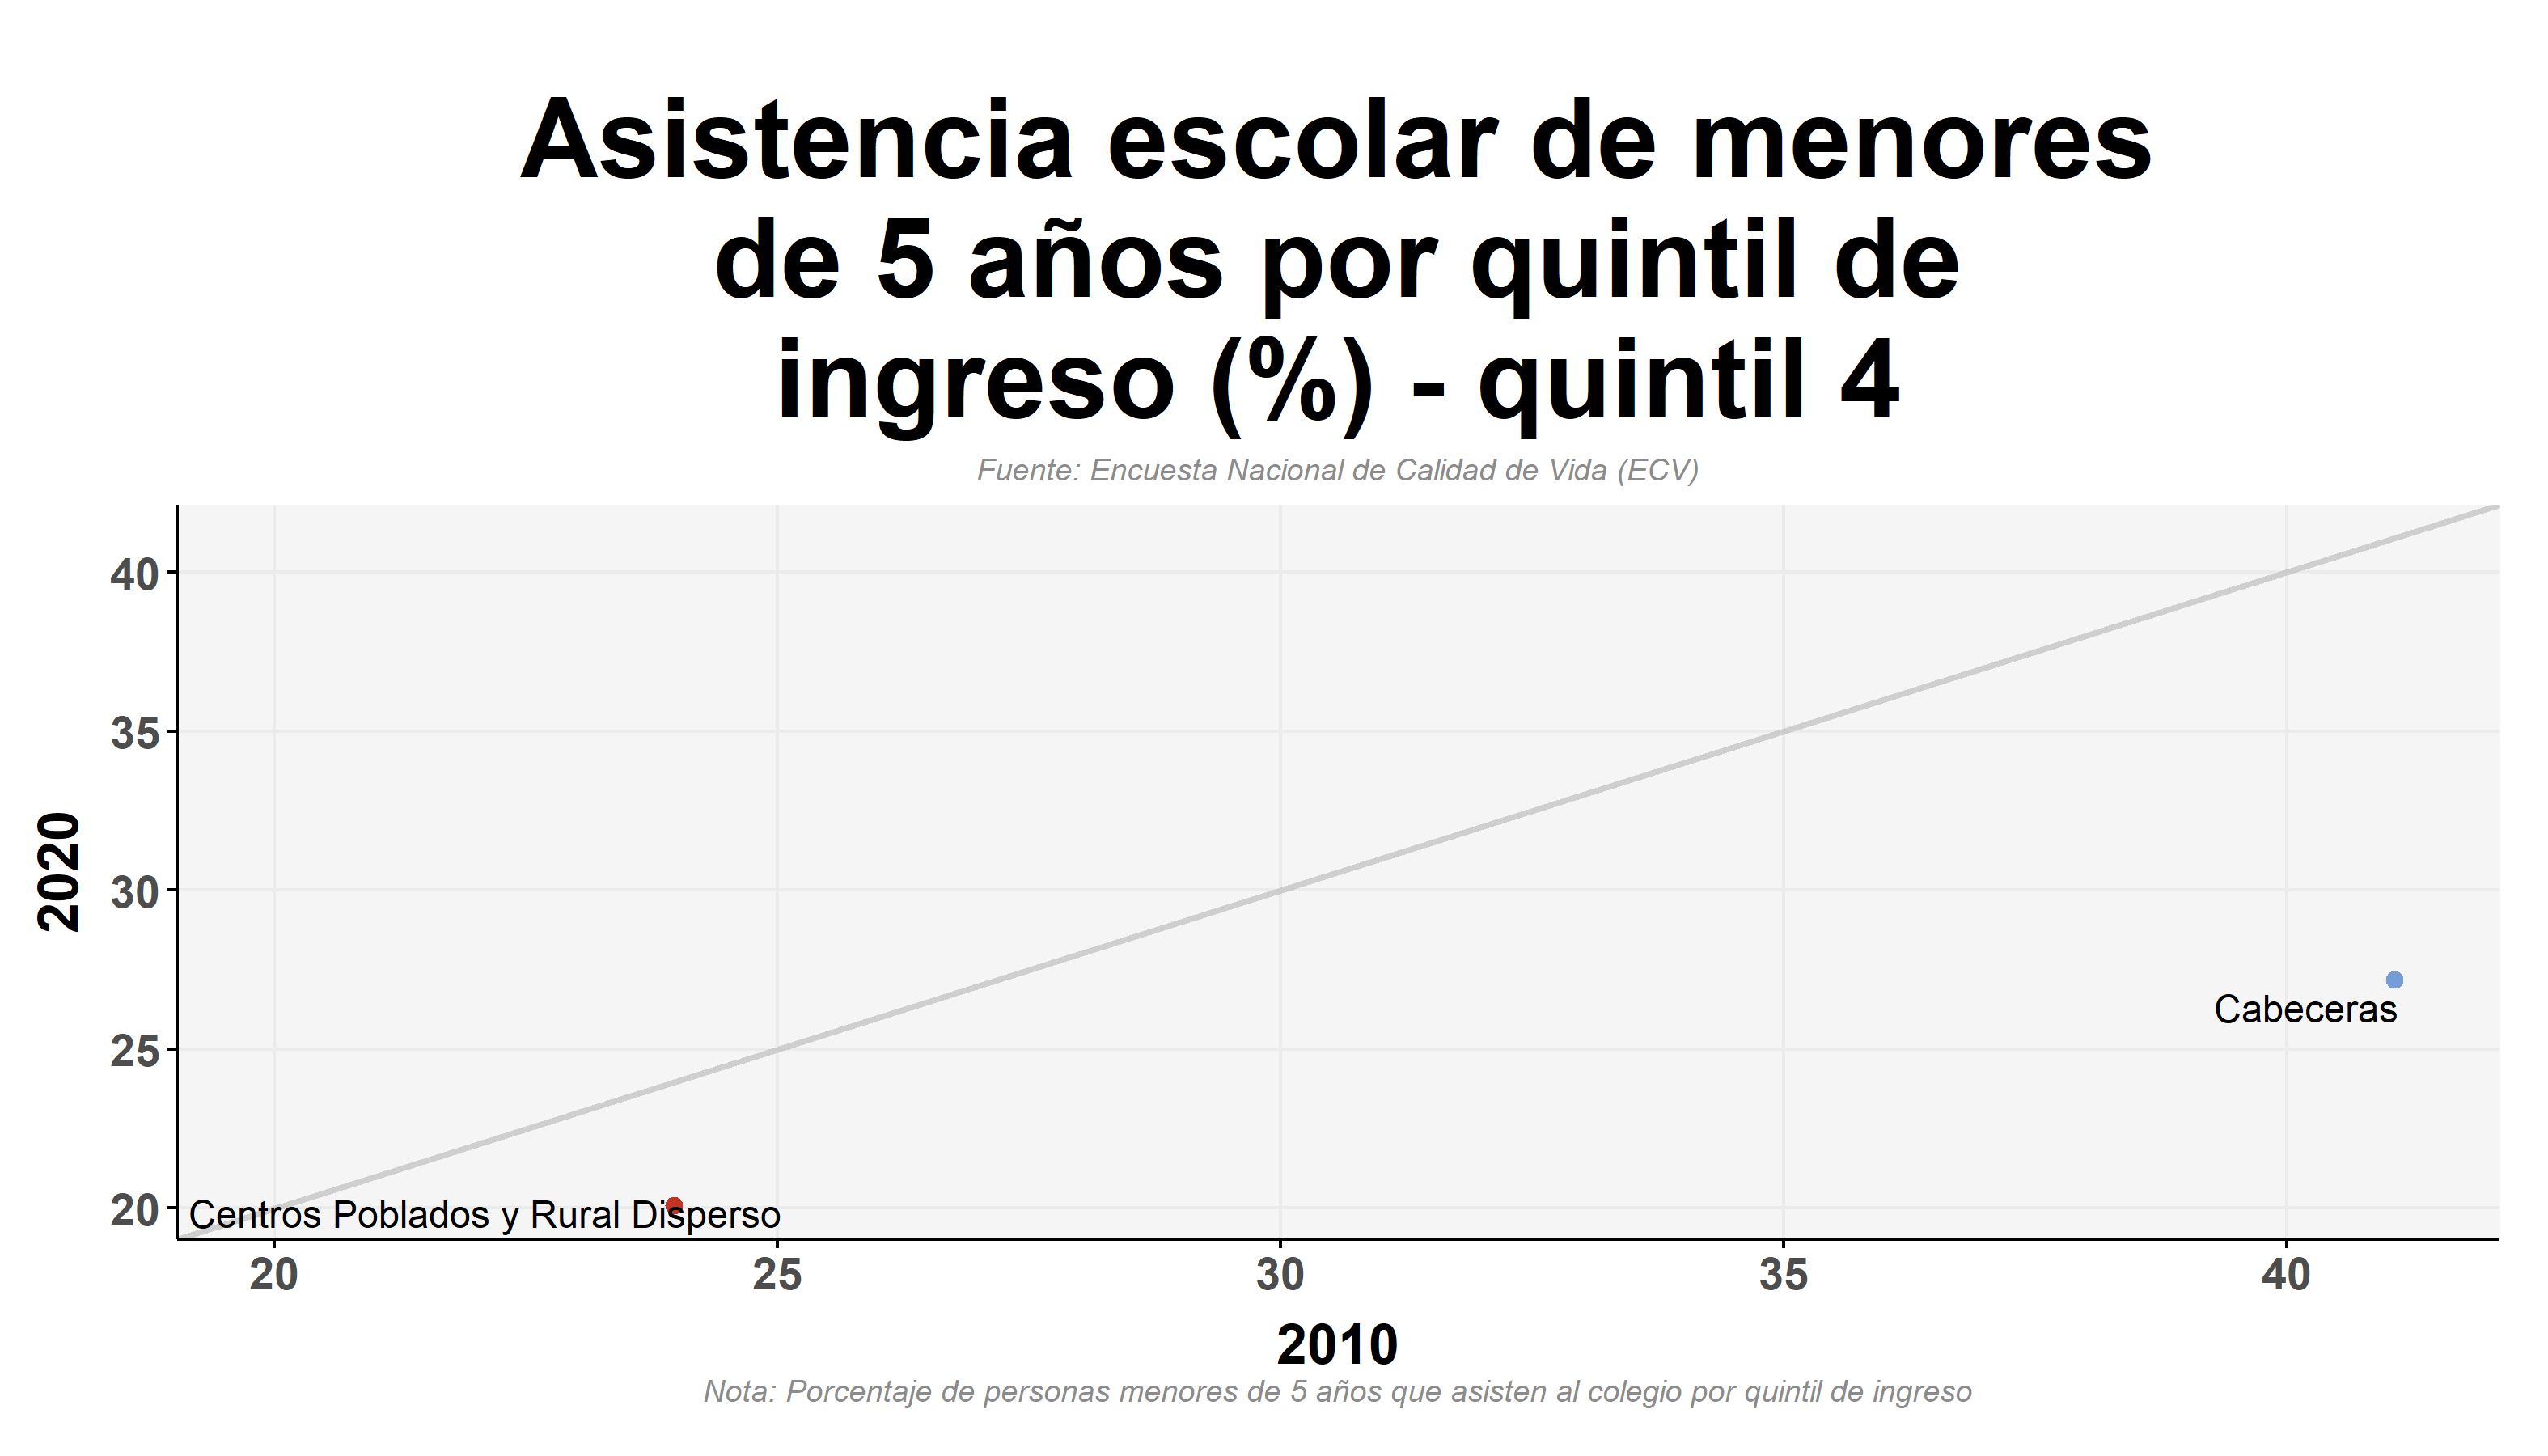 Asistencia escolar de menores
de 5 años por quintil de
ingreso (%) - quintil 4
Fuente: Encuesta Nacional de Calidad de Vida (ECV)
40
35
30
25
20
2020
Cabeceras
Centros Poblados y Rural Disperso
20 25 30 35 40
2010
Nota: Porcentaje de personas menores de 5 años que asisten al colegio por quintil de ingreso